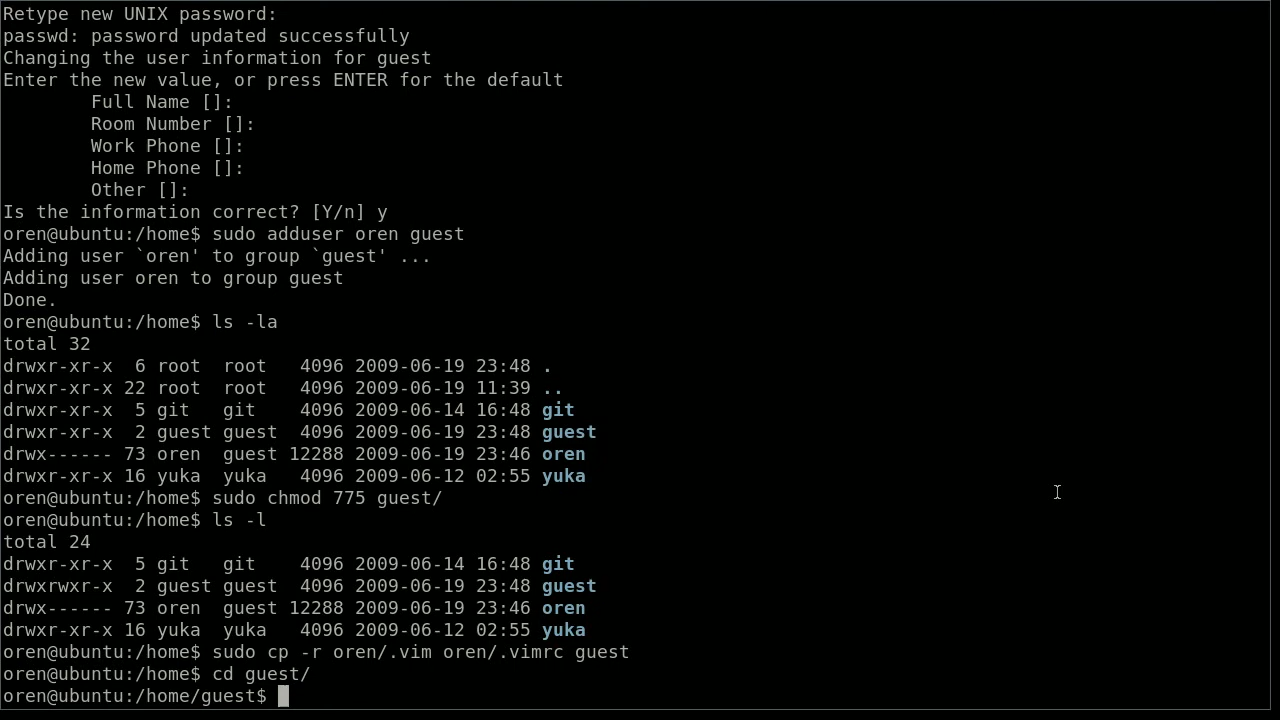 Retype new UNIX password:
passwd: password updated successfully
Changing the user information for guest
Enter the new value, or press ENTER for the default
        Full Name []:
        Room Number []:
        Work Phone []:
        Home Phone []:
        Other []:
Is the information correct? [Y/n] y
oren@ubuntu:/home$ sudo adduser oren guest
Adding user `oren' to group `guest' ...
Adding user oren to group guest
Done.
oren@ubuntu:/home$ ls -la
total 32
drwxr-xr-x  6 root  root   4096 2009-06-19 23:48 .
drwxr-xr-x 22 root  root   4096 2009-06-19 11:39 ..
drwxr-xr-x  5 git   git    4096 2009-06-14 16:48 git
drwxr-xr-x  2 guest guest  4096 2009-06-19 23:48 guest
drwx------ 73 oren  guest 12288 2009-06-19 23:46 oren
drwxr-xr-x 16 yuka  yuka   4096 2009-06-12 02:55 yuka
oren@ubuntu:/home$ sudo chmod 775 guest/
oren@ubuntu:/home$ ls -l
total 24
drwxr-xr-x  5 git   git    4096 2009-06-14 16:48 git
drwxrwxr-x  2 guest guest  4096 2009-06-19 23:48 guest
drwx------ 73 oren  guest 12288 2009-06-19 23:46 oren
drwxr-xr-x 16 yuka  yuka   4096 2009-06-12 02:55 yuka
oren@ubuntu:/home$ sudo cp -r oren/.vim oren/.vimrc guest
oren@ubuntu:/home$ cd guest/
oren@ubuntu:/home/guest$